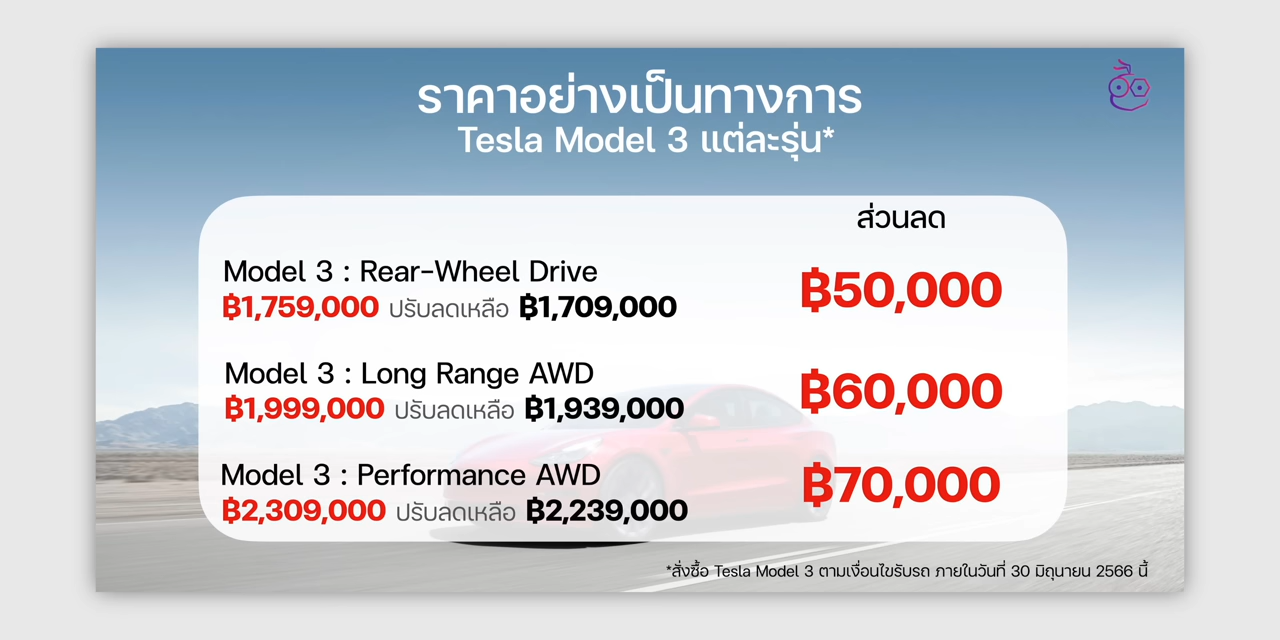 ราคาอย่างเป็นทางการ
Tesla Model 3 แต่ละรุ่น*
ส่วนลด
Model 3 : Rear-Wheel Drive
฿1,759,000 ปรับลดเหลือ ฿1,709,000
฿50,000
Model 3 : Long Range AWD
฿1,999,000 ปรับลดเหลือ ฿1,939,000
฿60,000
Model 3 : Performance AWD
฿2,309,000 ปรับลดเหลือ ฿2,239,000
฿70,000
*สั่งซื้อ Tesla Model 3 ตามเงื่อนไขรับรถ ภายในวันที่ 30 มิถุนายน 2566 นี้